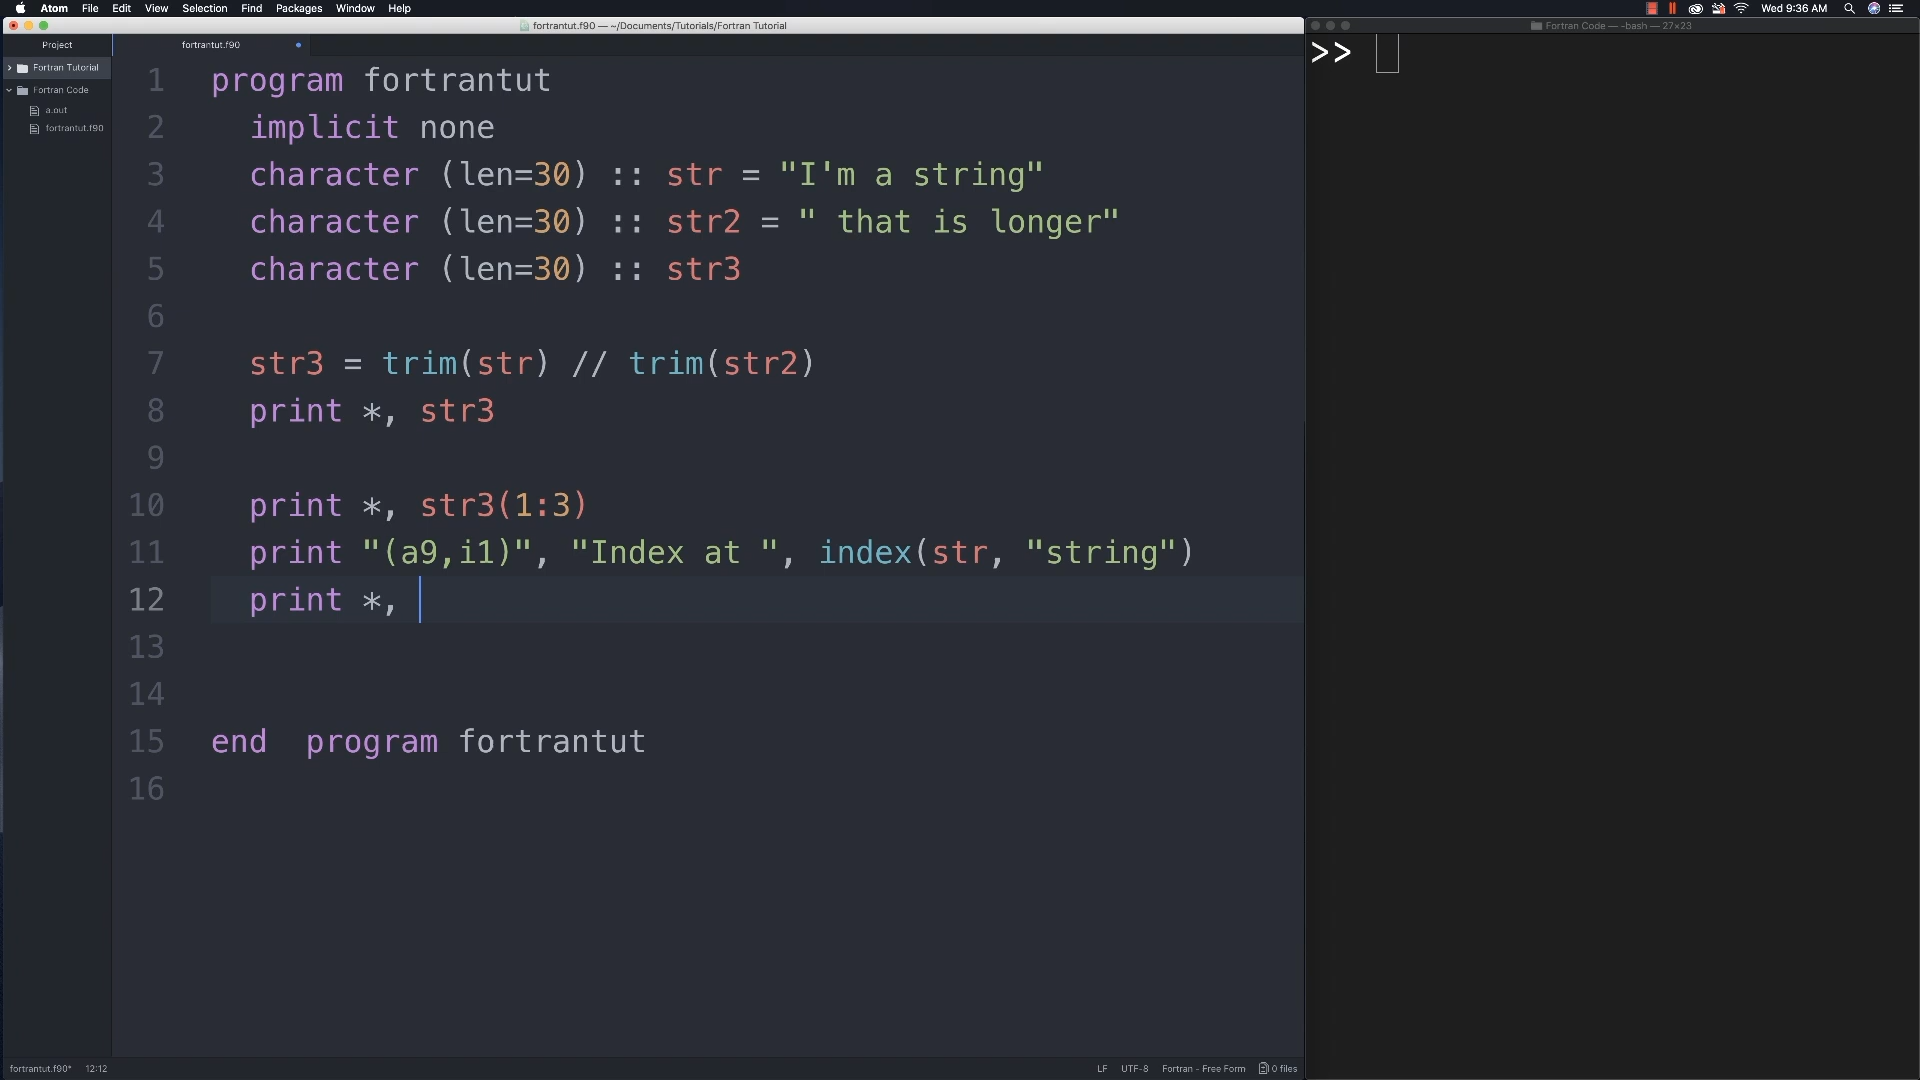 Atom File Edit View Selection Find Packages Window Help
Wed 9:36 AM
fortrantut.f90 — ~/Documents/Tutorials/Fortran Tutorial
Fortran Code — -bash — 27×23
Project
fortrantut.f90
Fortran Tutorial
Fortran Code
a.out
fortrantut.f90
>>
1 program fortrantut
2 implicit none
3 character (len=30) :: str = "I'm a string"
4 character (len=30) :: str2 = " that is longer"
5 character (len=30) :: str3
6
7 str3 = trim(str) // trim(str2)
8 print *, str3
9
10 print *, str3(1:3)
11 print "(a9,i1)", "Index at ", index(str, "string")
12 print *,
13
14
15 end  program fortrantut
16
fortrantut.f90* 12:12
LF UTF-8 Fortran - Free Form 0 files